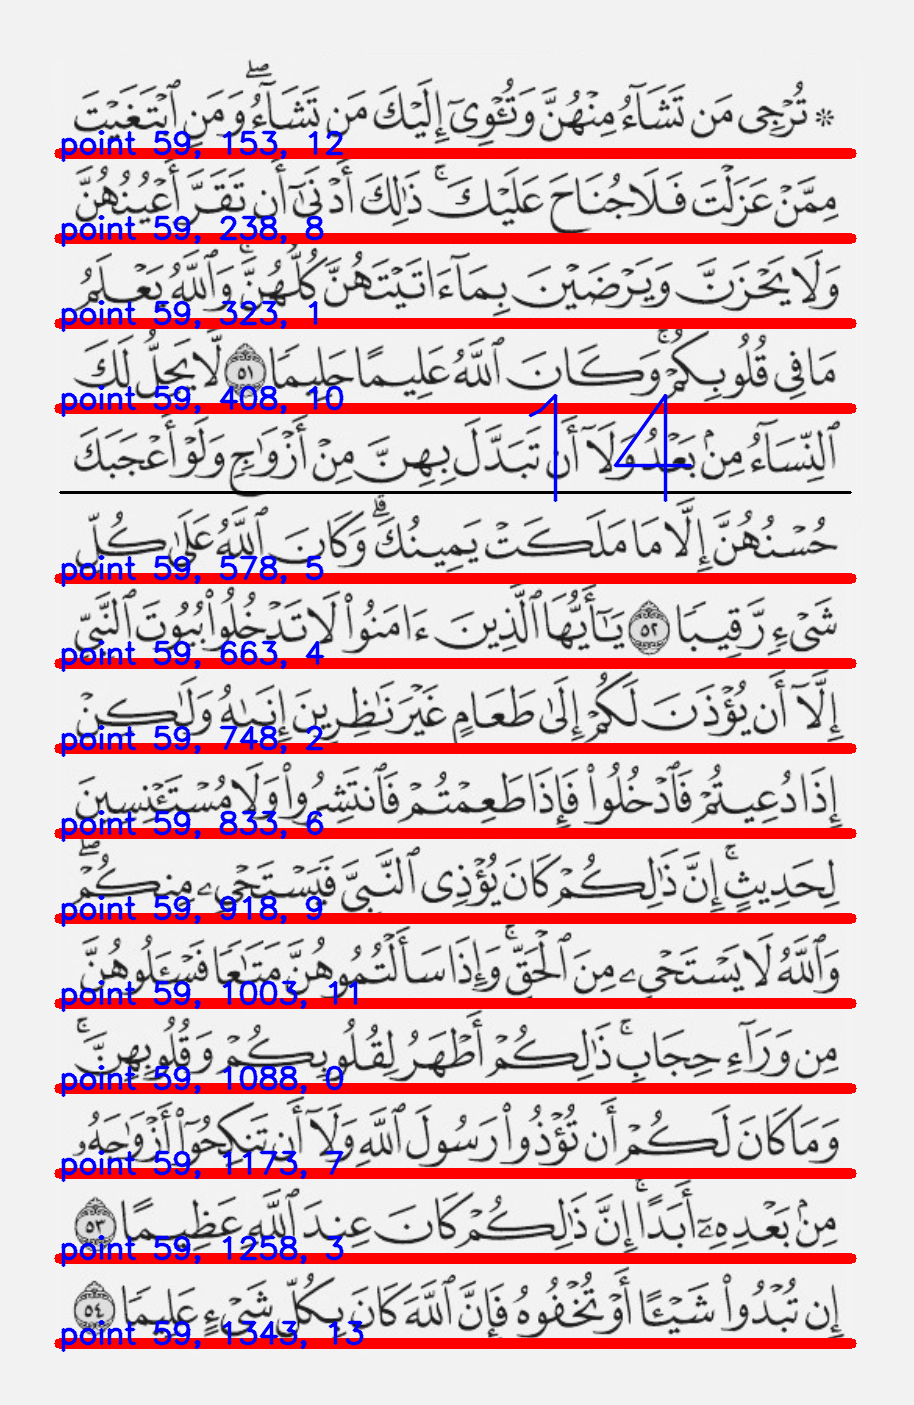 ۞ تُرْجِى مَن تَشَآءُ مِنْهُنَّ وَتُـْٔوِىٓ إِلَيْكَ مَن تَشَآءُ ۖ وَمَنِ ٱبْتَغَيْتَ
point 59, 153, 12
مِمَّنْ عَزَلْتَ فَلَا جُنَاحَ عَلَيْكَ ۚ ذَٰلِكَ أَدْنَىٰٓ أَن تَقَرَّ أَعْيُنُهُنَّ
point 59, 238, 8
وَلَا يَحْزَنَّ وَيَرْضَيْنَ بِمَآ ءَاتَيْتَهُنَّ كُلُّهُنَّ ۚ وَٱللَّهُ يَعْلَمُ
point 59, 323, 1
مَا فِى قُلُوبِكُمْ ۚ وَكَانَ ٱللَّهُ عَلِيمًا حَلِيمًا ٥١ لَّا يَحِلُّ لَكَ
point 59, 408, 10
ٱلنِّسَآءُ مِنۢ بَعْدُ وَلَآ أَن تَبَدَّلَ بِهِنَّ مِنْ أَزْوَٰجٍ وَلَوْ أَعْجَبَكَ
14
حُسْنُهُنَّ إِلَّا مَا مَلَكَتْ يَمِينُكَ ۗ وَكَانَ ٱللَّهُ عَلَىٰ كُلِّ
point 59, 578, 5
شَىْءٍ رَّقِيبًا ٥٢ يَـٰٓأَيُّهَا ٱلَّذِينَ ءَامَنُوا۟ لَا تَدْخُلُوا۟ بُيُوتَ ٱلنَّبِىِّ
point 59, 663, 4
إِلَّآ أَن يُؤْذَنَ لَكُمْ إِلَىٰ طَعَامٍ غَيْرَ نَـٰظِرِينَ إِنَىٰهُ وَلَـٰكِنْ
point 59, 748, 2
إِذَا دُعِيتُمْ فَٱدْخُلُوا۟ فَإِذَا طَعِمْتُمْ فَٱنتَشِرُوا۟ وَلَا مُسْتَـْٔنِسِينَ
point 59, 833, 6
لِحَدِيثٍ ۚ إِنَّ ذَٰلِكُمْ كَانَ يُؤْذِى ٱلنَّبِىَّ فَيَسْتَحْىِۦ مِنكُمْ ۖ
point 59, 918, 9
وَٱللَّهُ لَا يَسْتَحْىِۦ مِنَ ٱلْحَقِّ ۚ وَإِذَا سَأَلْتُمُوهُنَّ مَتَـٰعًا فَسْـَٔلُوهُنَّ
point 59, 1003, 11
مِن وَرَآءِ حِجَابٍ ۚ ذَٰلِكُمْ أَطْهَرُ لِقُلُوبِكُمْ وَقُلُوبِهِنَّ ۚ
point 59, 1088, 0
وَمَا كَانَ لَكُمْ أَن تُؤْذُوا۟ رَسُولَ ٱللَّهِ وَلَآ أَن تَنكِحُوٓا۟ أَزْوَٰجَهُۥ
point 59, 1173, 7
مِنۢ بَعْدِهِۦٓ أَبَدًا ۚ إِنَّ ذَٰلِكُمْ كَانَ عِندَ ٱللَّهِ عَظِيمًا ٥٣
point 59, 1258, 3
إِن تُبْدُوا۟ شَيْـًٔا أَوْ تُخْفُوهُ فَإِنَّ ٱللَّهَ كَانَ بِكُلِّ شَىْءٍ عَلِيمًا ٥٤
point 59, 1343, 13